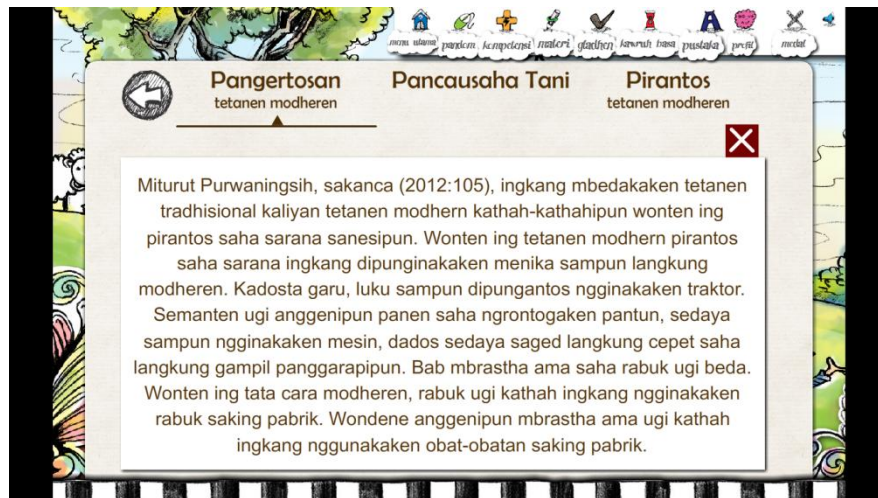 menu utama pandom kompetensi materi gladhen kawruh basa pustaka profil medal
Pangertosan
tetanen modheren
Pancausaha Tani
Pirantos
tetanen modheren
Miturut Purwaningsih, sakanca (2012:105), ingkang mbedakaken tetanen
tradhisional kaliyan tetanen modhern kathah-kathahipun wonten ing
pirantos saha sarana sanesipun. Wonten ing tetanen modhern pirantos
saha sarana ingkang dipunginakaken menika sampun langkung
modheren. Kadosta garu, luku sampun dipungantos ngginakaken traktor.
Semanten ugi anggenipun panen saha ngrontogaken pantun, sedaya
sampun ngginakaken mesin, dados sedaya saged langkung cepet saha
langkung gampil panggarapipun. Bab mbrastha ama saha rabuk ugi beda.
Wonten ing tata cara modheren, rabuk ugi kathah ingkang ngginakaken
rabuk saking pabrik. Wondene anggenipun mbrastha ama ugi kathah
ingkang nggunakaken obat-obatan saking pabrik.